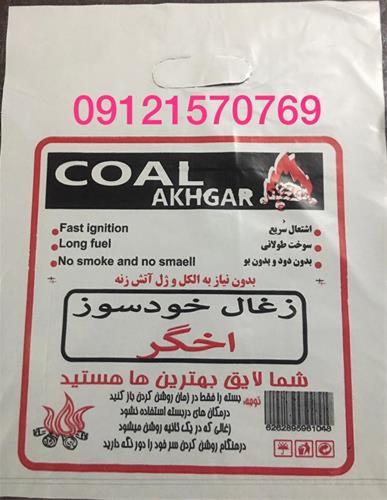 09121570769
COAL
AKHGAR
Fast ignition
Long fuel
No smoke and no smaell
اشتعال سریع
سوخت طولانی
بدون دود و بدون بو
بدون نیاز به الکل و ژل آتش زنه
زغال خودسوز
اخگر
شما لایق بهترین ها هستید
توجه: بسته را فقط در زمان روشن کردن باز کنید
درمکان های دربسته استفاده نشود
زغالی که در یک ثانیه روشن میشود
درهنگام روشن کردن سر خود را دور نگه دارید
6262895961048